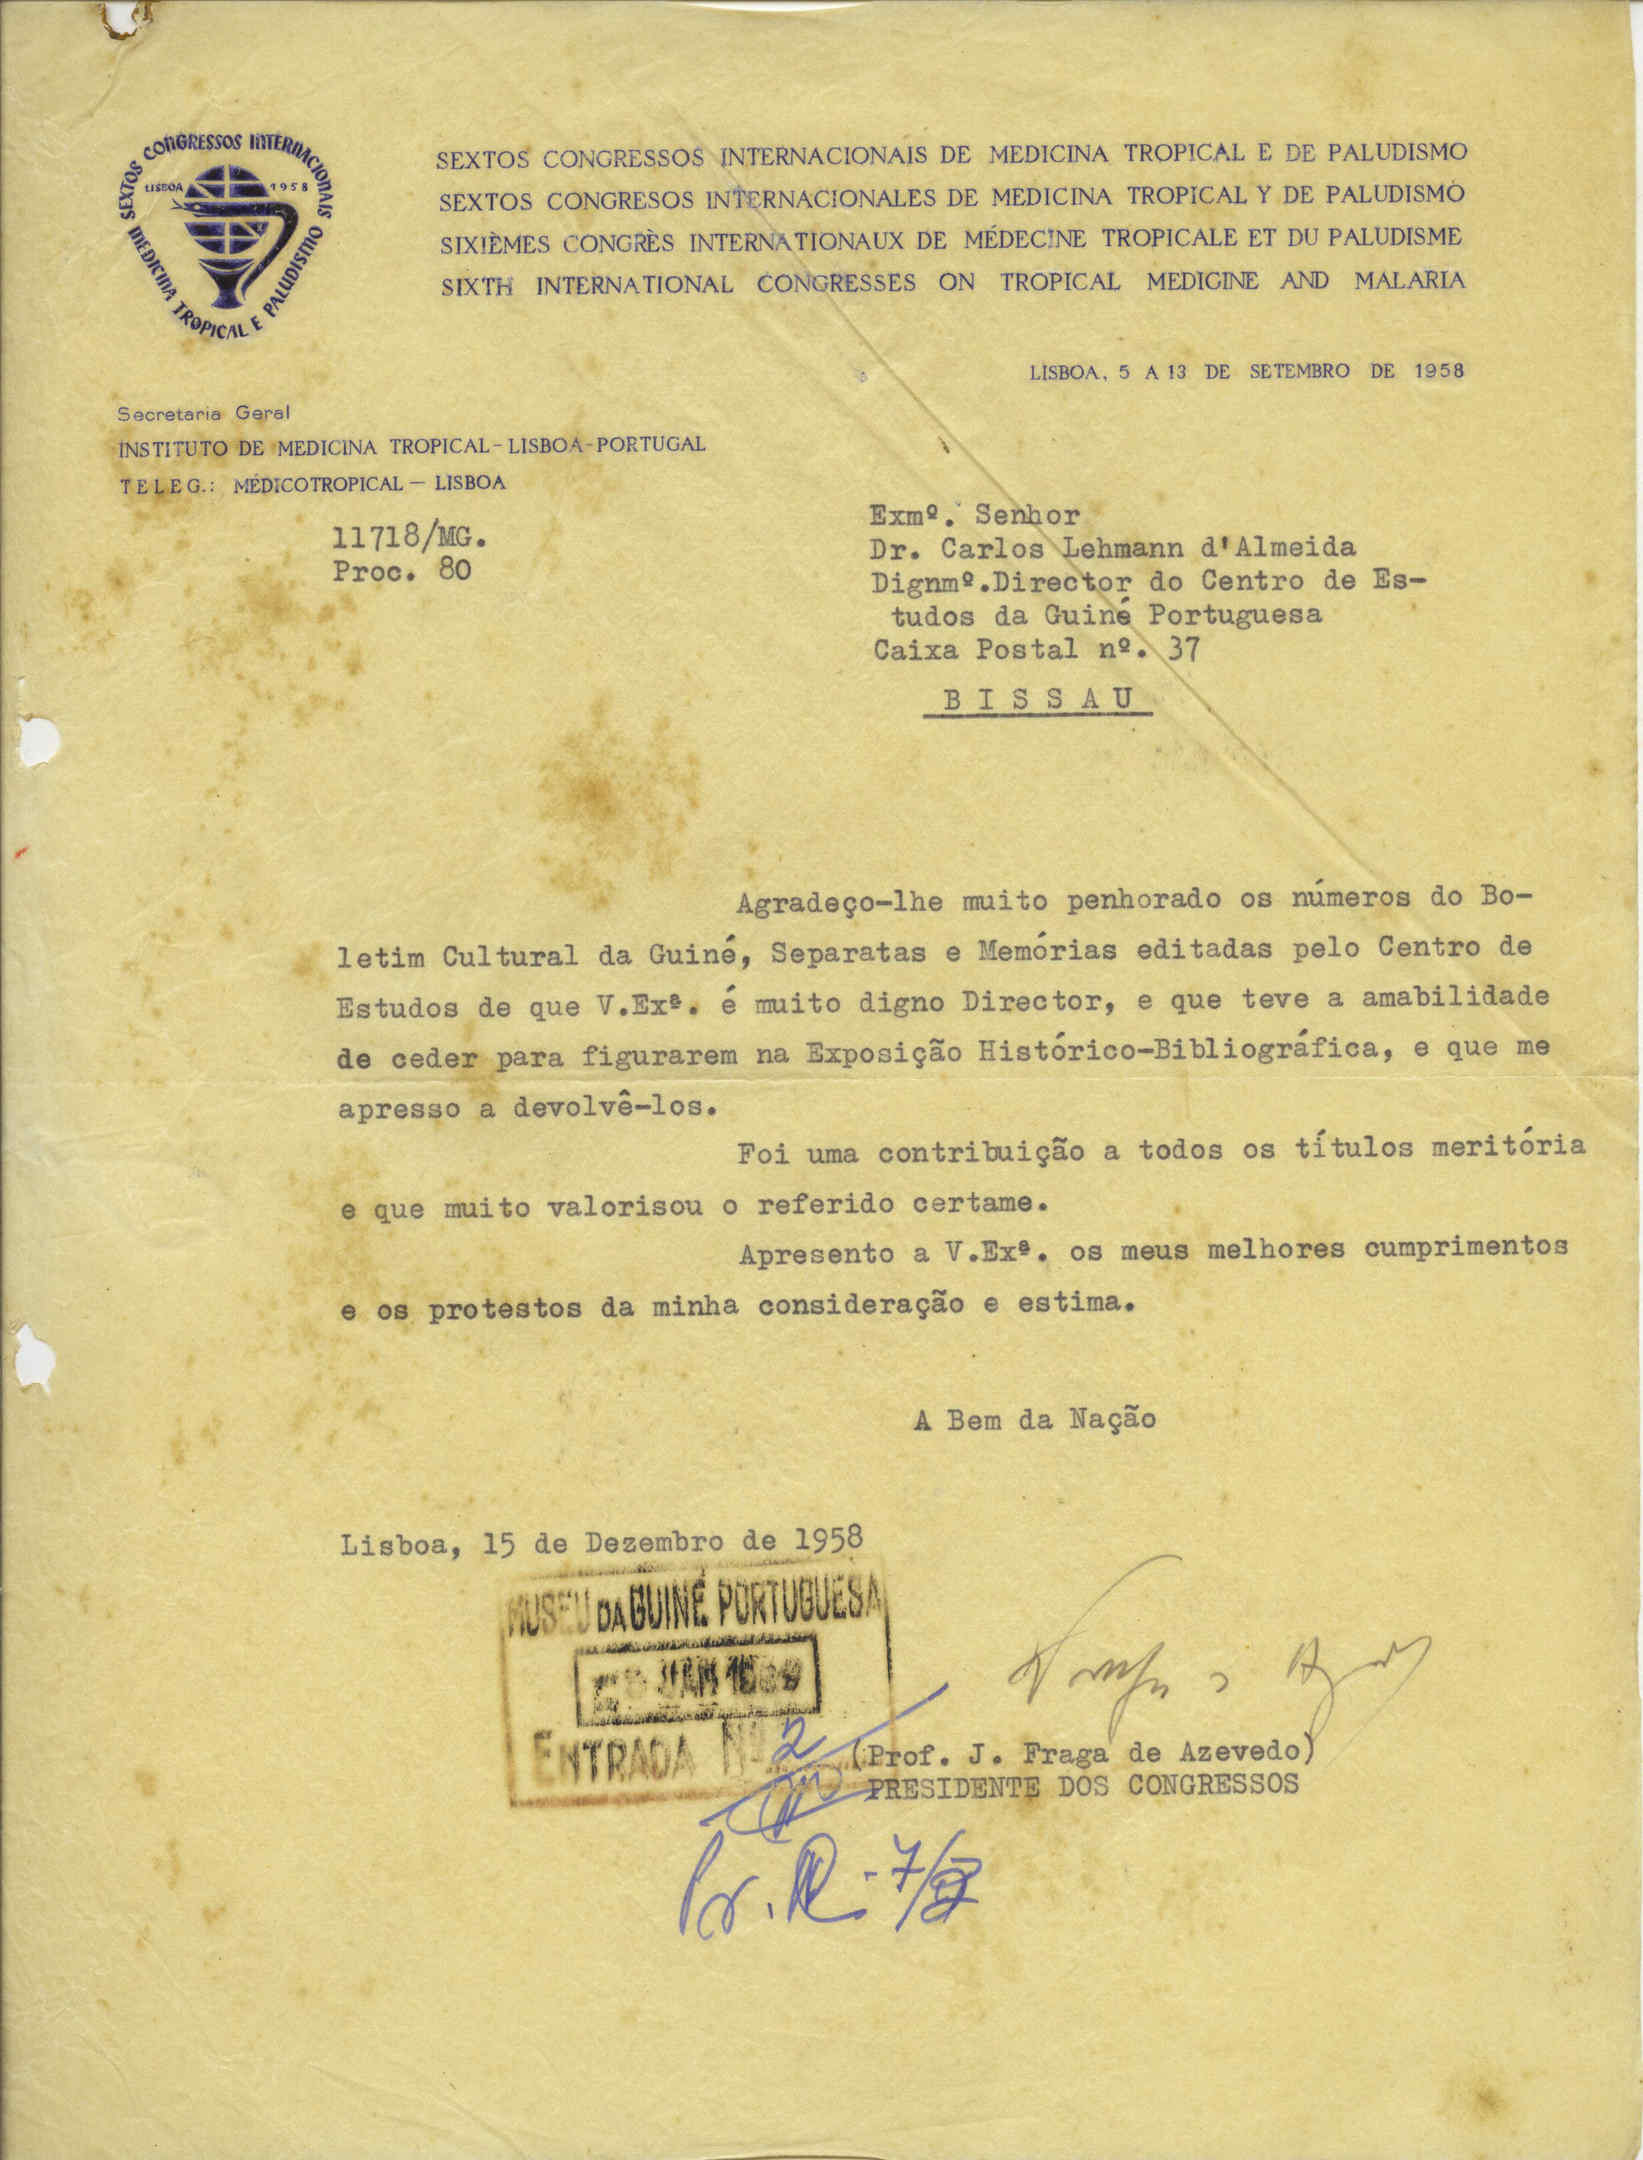 SEXTOS CONGRESSOS INTERNACIONAIS
LISBOA 1958
MEDICINA TROPICAL E PALUDISMO
SEXTOS CONGRESSOS INTERNACIONAIS DE MEDICINA TROPICAL E DE PALUDISMO
SEXTOS CONGRESOS INTERNACIONALES DE MEDICINA TROPICAL Y DE PALUDISMO
SIXIÈMES CONGRÈS INTERNATIONAUX DE MÉDECINE TROPICALE ET DU PALUDISME
SIXTH INTERNATIONAL CONGRESSES ON TROPICAL MEDICINE AND MALARIA
LISBOA, 5 A 13 DE SETEMBRO DE 1958
Secretaria Geral
INSTITUTO DE MEDICINA TROPICAL-LISBOA-PORTUGAL
TELEG.: MÉDICOTROPICAL — LISBOA
11718/MG.
Proc. 80
Exmº. Senhor
Dr. Carlos Lehmann d'Almeida
Dignmº.Director do Centro de Es-
tudos da Guiné Portuguesa
Caixa Postal nº. 37
B I S S A U
Agradeço-lhe muito penhorado os números do Bo-
letim Cultural da Guiné, Separatas e Memórias editadas pelo Centro de
Estudos de que V.Exª. é muito digno Director, e que teve a amabilidade
de ceder para figurarem na Exposição Histórico-Bibliográfica, e que me
apresso a devolvê-los.
Foi uma contribuição a todos os títulos meritória
e que muito valorisou o referido certame.
Apresento a V.Exª. os meus melhores cumprimentos
e os protestos da minha consideração e estima.
A Bem da Nação
Lisboa, 15 de Dezembro de 1958
MUSEU DA GUINÉ PORTUGUESA
JAN 1959
ENTRADA Nº 2
(Prof. J. Fraga de Azevedo)
PRESIDENTE DOS CONGRESSOS